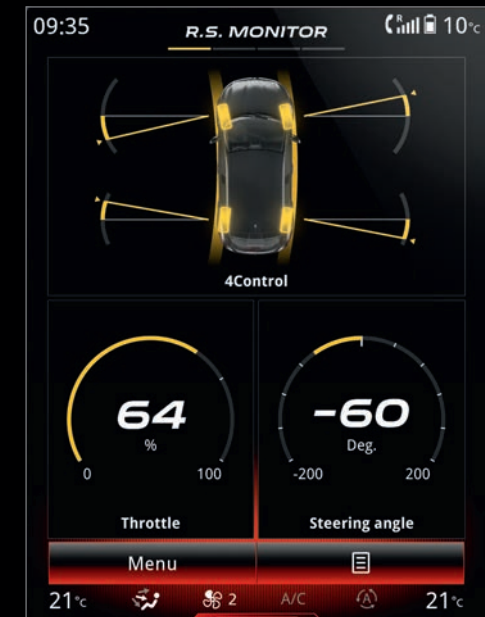 09:35 R.S. MONITOR R 10°C
4Control
64 -60
% Deg.
0 100 -200 200
Throttle Steering angle
Menu
21°C 2 A/C A 21°C